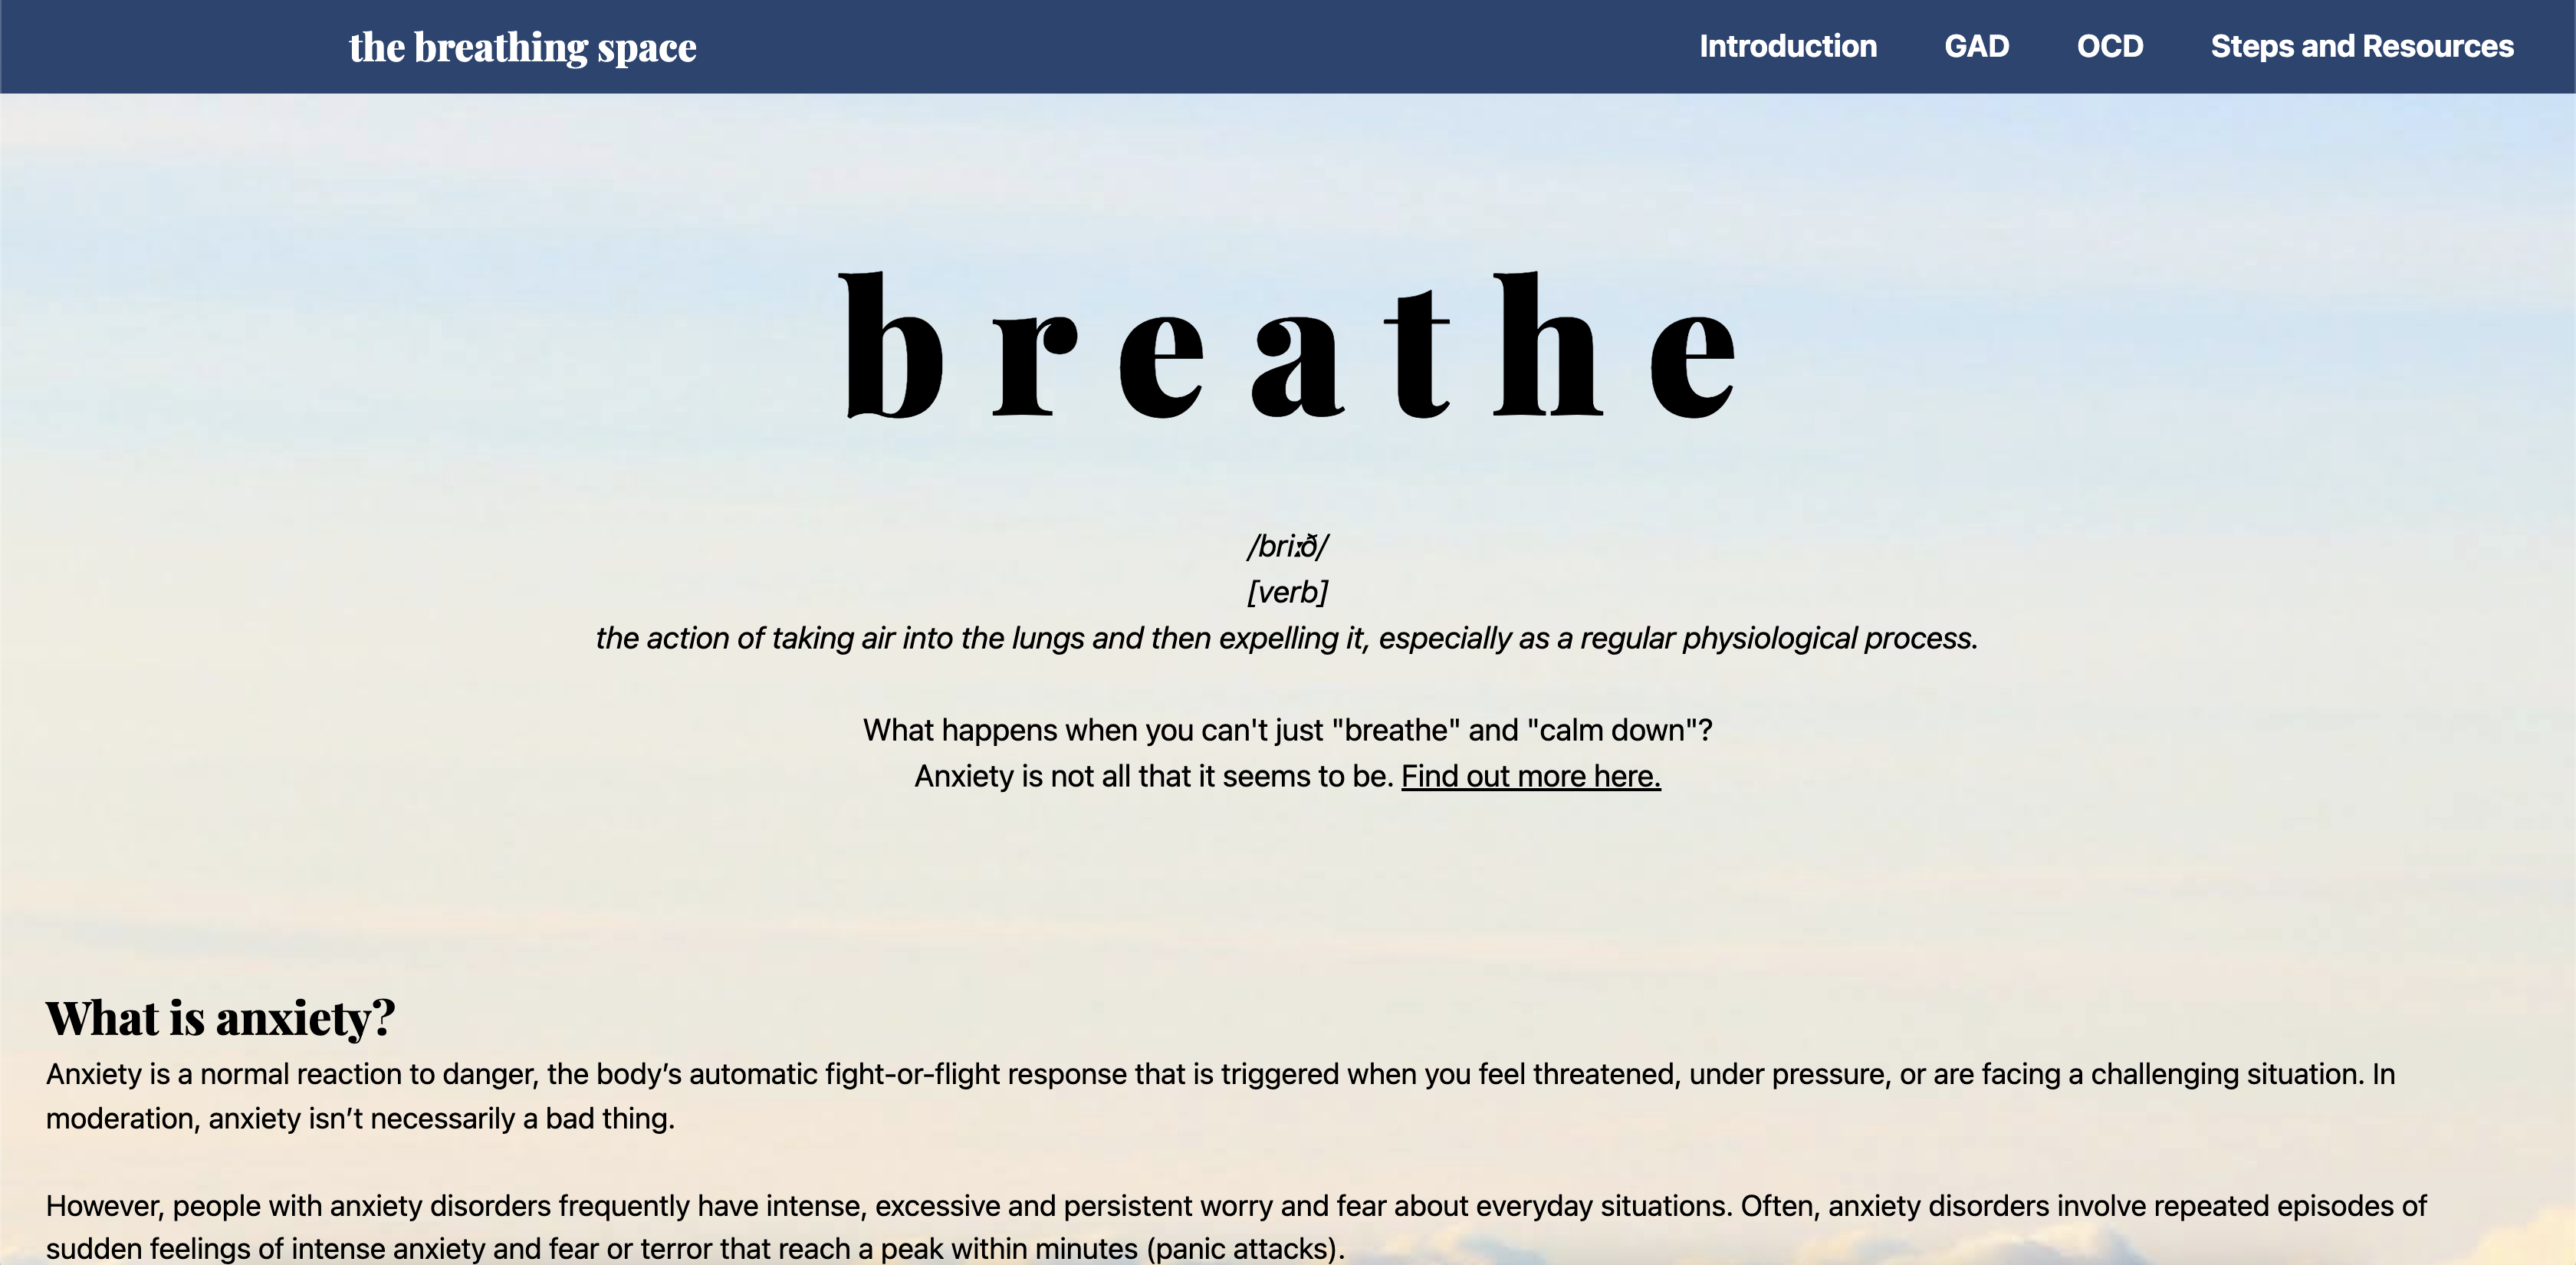 the breathing space
Introduction GAD OCD Steps and Resources
breathe
/briːð/
[verb]
the action of taking air into the lungs and then expelling it, especially as a regular physiological process.
What happens when you can't just "breathe" and "calm down"?
Anxiety is not all that it seems to be. Find out more here.
What is anxiety?
Anxiety is a normal reaction to danger, the body’s automatic fight-or-flight response that is triggered when you feel threatened, under pressure, or are facing a challenging situation. In
moderation, anxiety isn’t necessarily a bad thing.
However, people with anxiety disorders frequently have intense, excessive and persistent worry and fear about everyday situations. Often, anxiety disorders involve repeated episodes of
sudden feelings of intense anxiety and fear or terror that reach a peak within minutes (panic attacks).